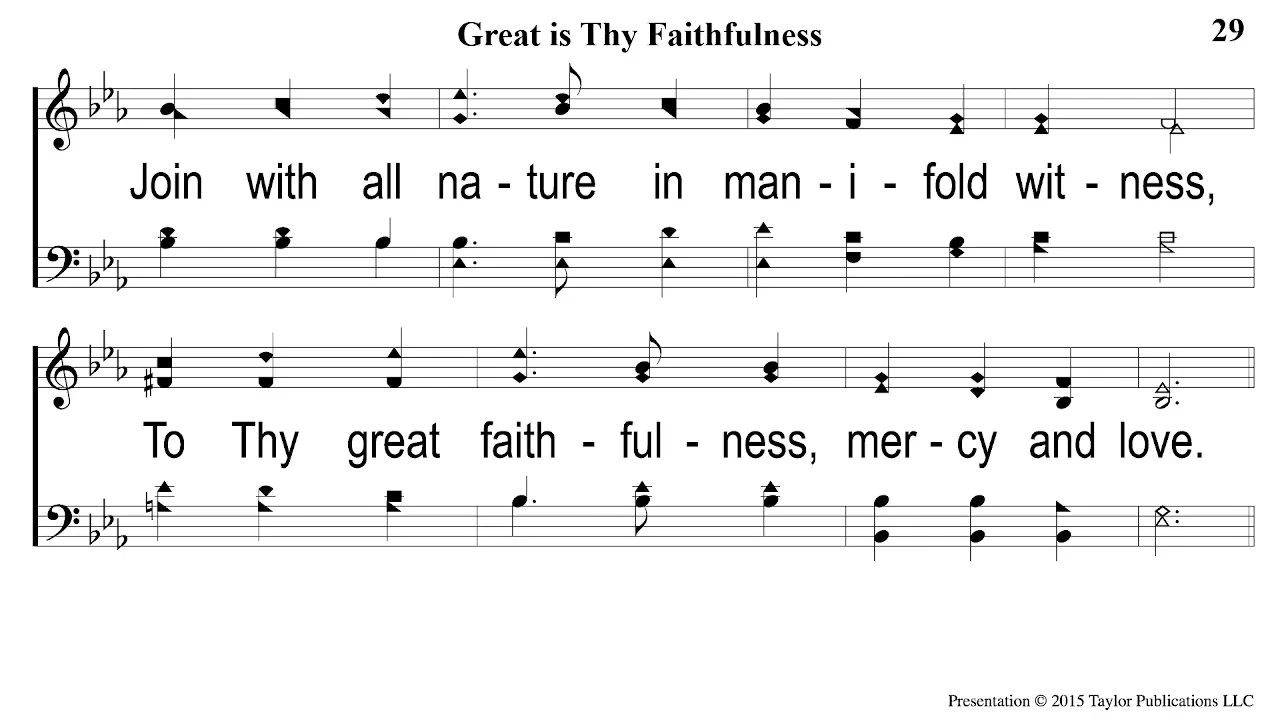 Great is Thy Faithfulness
29
Join with all na - ture in man - i - fold wit - ness,
To Thy great faith - ful - ness, mer - cy and love.
Presentation © 2015 Taylor Publications LLC